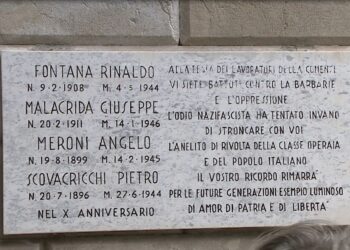 FONTANA RINALDO
N. 9-2-1908 M. 4-5-1944
MALACRIDA GIUSEPPE
N. 20-2-1911 M. 14-1-1946
MERONI ANGELO
N. 19-8-1899 M. 14-2-1945
SCOVACRICCHI PIETRO
N. 20-7-1896 M. 27-6-1944
NEL X. ANNIVERSARIO
ALLA TESTA DEI LAVORATORI DELLA COMENSE
VI SIETE BATTUTI CONTRO LA BARBARIE
E L'OPPRESSIONE
L'ODIO NAZIFASCISTA HA TENTATO INVANO
DI STRONCARE CON VOI
L'ANELITO DI RIVOLTA DELLA CLASSE OPERAIA
E DEL POPOLO ITALIANO
IL VOSTRO RICORDO RIMARRA'
PER LE FUTURE GENERAZIONI ESEMPIO LUMINOSO
DI AMOR DI PATRIA E DI LIBERTA'